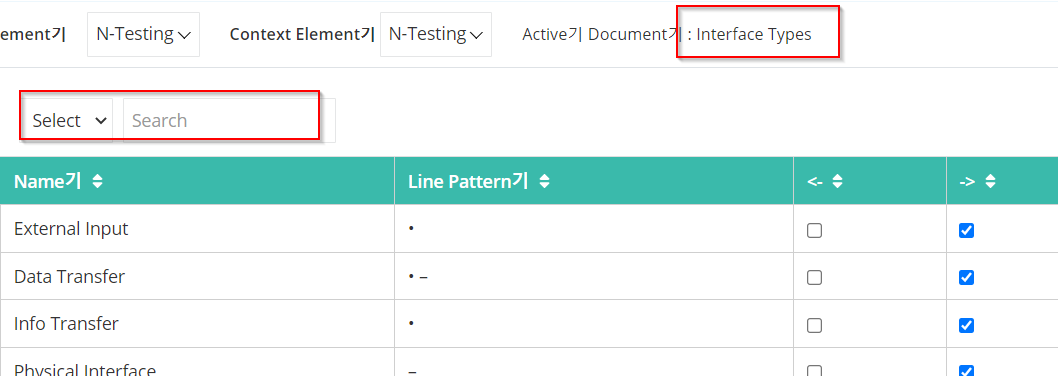 ement기 N-Testing Context Element기 N-Testing Active기 Document기 : Interface Types
Select Search
Name기 Line Pattern기 <- ->
External Input •
Data Transfer • –
Info Transfer •
Physical Interface –